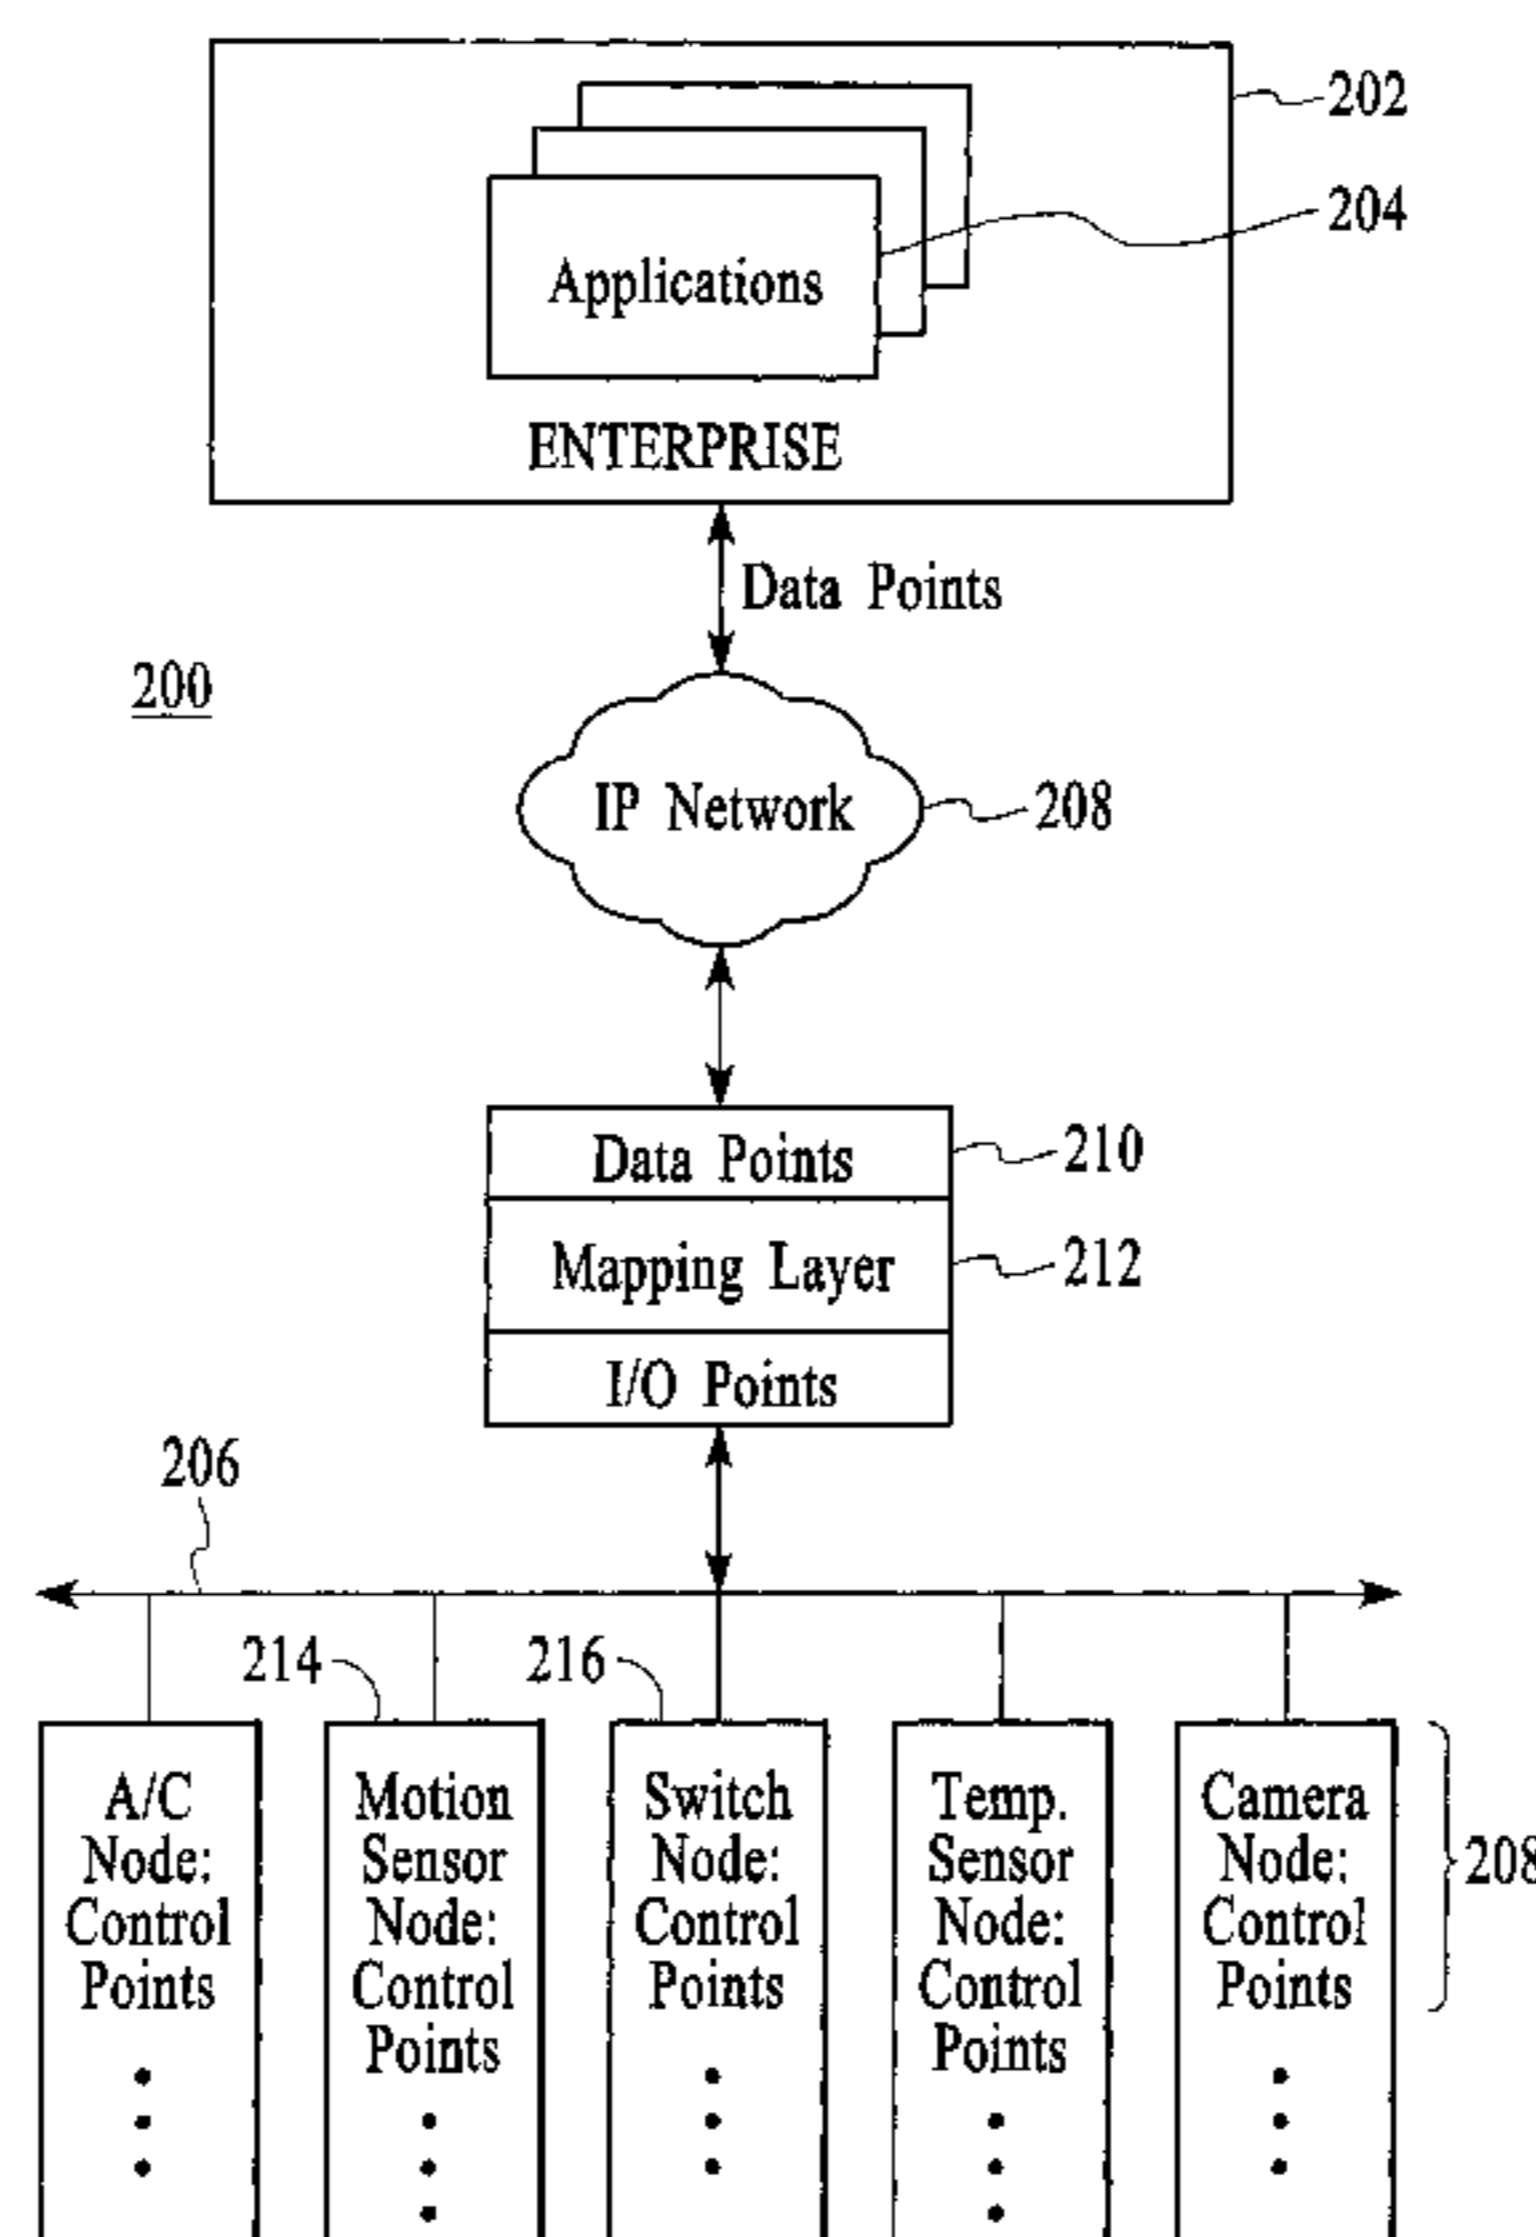 202
204
Applications
ENTERPRISE
Data Points
200
IP Network
208
Data Points
210
Mapping Layer
212
I/O Points
206
214
216
A/C
Node:
Control
Points
Motion
Sensor
Node:
Control
Points
Switch
Node:
Control
Points
Temp.
Sensor
Node:
Control
Points
Camera
Node:
Control
Points
208